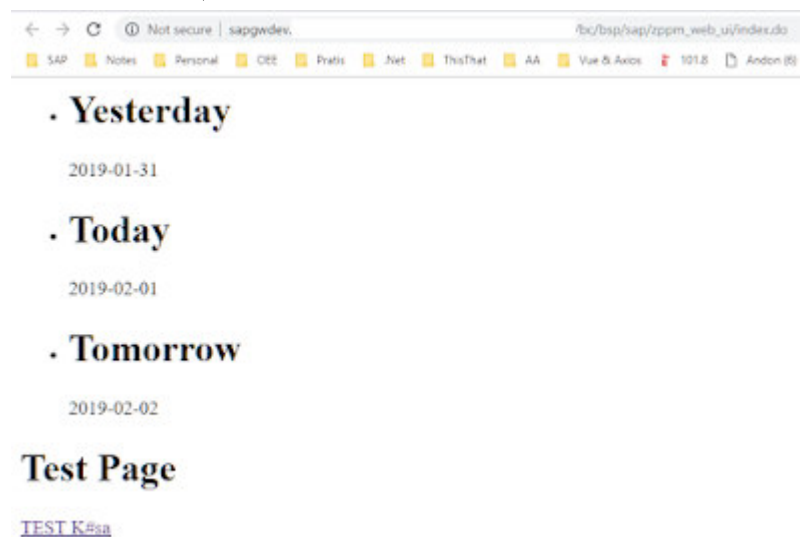 Not secure | sapgwdev. /bc/bsp/sap/zppm_web_ui/index.do
SAP Notes Personal OEE Pratis .Net ThisThat AA Vue & Axios 101.8 Andon (6)
Yesterday
2019-01-31
Today
2019-02-01
Tomorrow
2019-02-02
Test Page
TEST K#sa